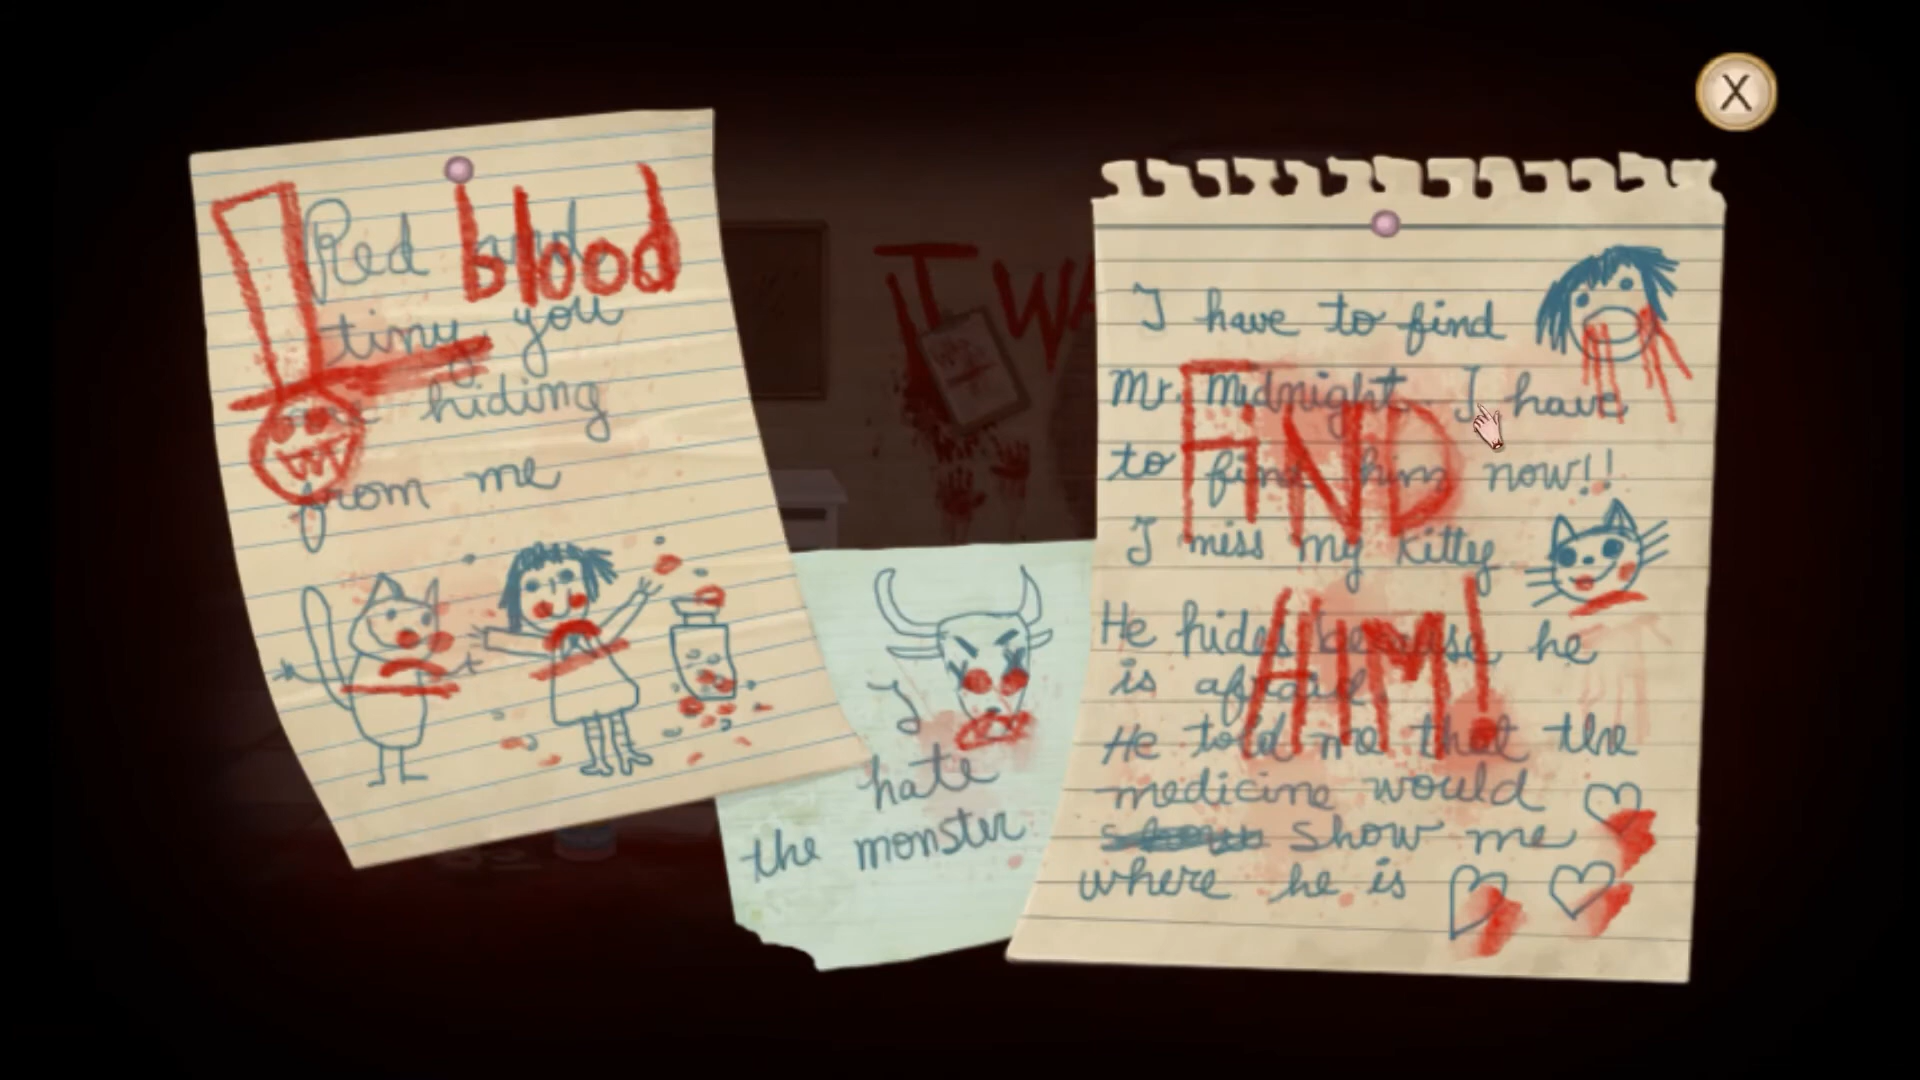 Red and blood
tiny you
are hiding
from me
I
hate
the monster
I have to find
Mr. Midnight. I have
to find him now!!
FIND
I miss my kitty
He hides because he
is afraid.
HIM!
He told me that the
medicine would
show me
where he is
I WA
X